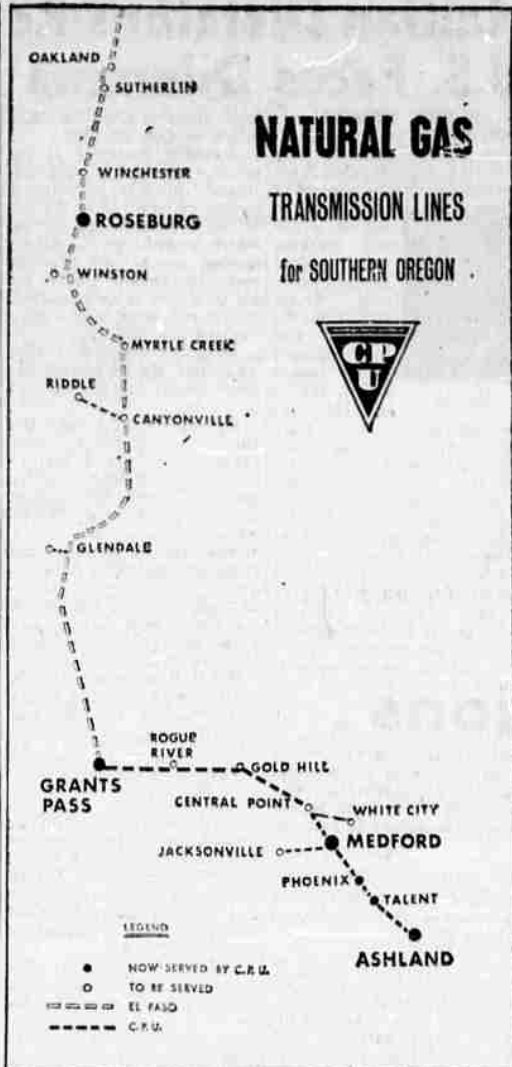 OAKLAND
SUTHERLIN
NATURAL GAS
TRANSMISSION LINES
for SOUTHERN OREGON
CPU
WINCHESTER
ROSEBURG
WINSTON
MYRTLE CREEK
RIDDLE
CANYONVILLE
GLENDALE
ROGUE
RIVER
GOLD HILL
GRANTS
PASS
CENTRAL POINT
WHITE CITY
MEDFORD
JACKSONVILLE
PHOENIX
TALENT
ASHLAND
LEGEND
NOW SERVED BY C.P.U.
TO BE SERVED
EL PASO
C.P.U.